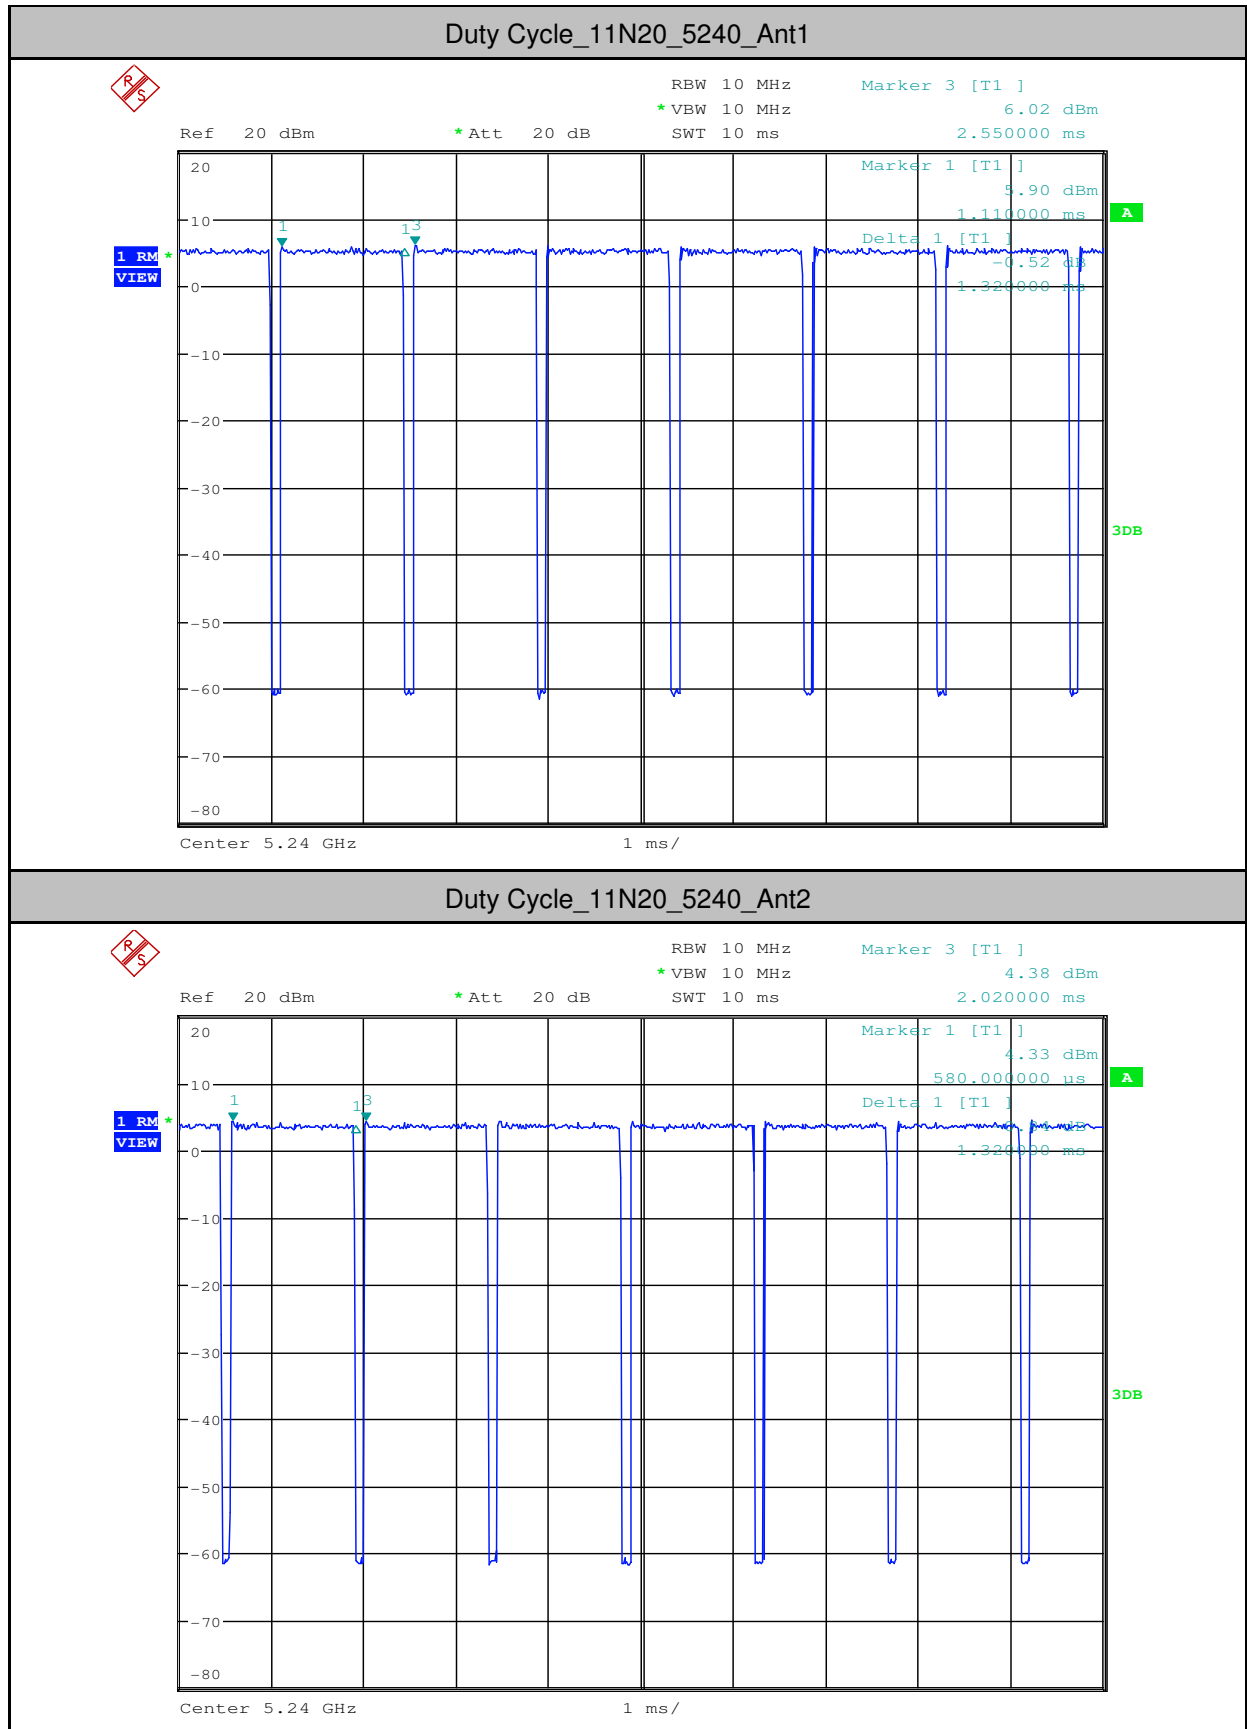 Duty Cycle_11N20_5240_Ant1
R S
RBW 10 MHz Marker 3 [T1 ]
* VBW 10 MHz 6.02 dBm
Ref 20 dBm * Att 20 dB SWT 10 ms 2.550000 ms
20 Marker 1 [T1 ]
5.90 dBm
1.110000 ms A
10
1 1 3 Delta 1 [T1 ]
1 RM * -0.52 dB
VIEW
0 1.320000 ms
-10
-20
-30
3DB
-40
-50
-60
-70
-80
Center 5.24 GHz 1 ms/
Duty Cycle_11N20_5240_Ant2
R S
RBW 10 MHz Marker 3 [T1 ]
* VBW 10 MHz 4.38 dBm
Ref 20 dBm * Att 20 dB SWT 10 ms 2.020000 ms
20 Marker 1 [T1 ]
4.33 dBm
10 580.000000 µs A
1 1 3 Delta 1 [T1 ]
1 RM * dB
VIEW
0 1.320000 ms
-10
-20
-30
3DB
-40
-50
-60
-70
-80
Center 5.24 GHz 1 ms/